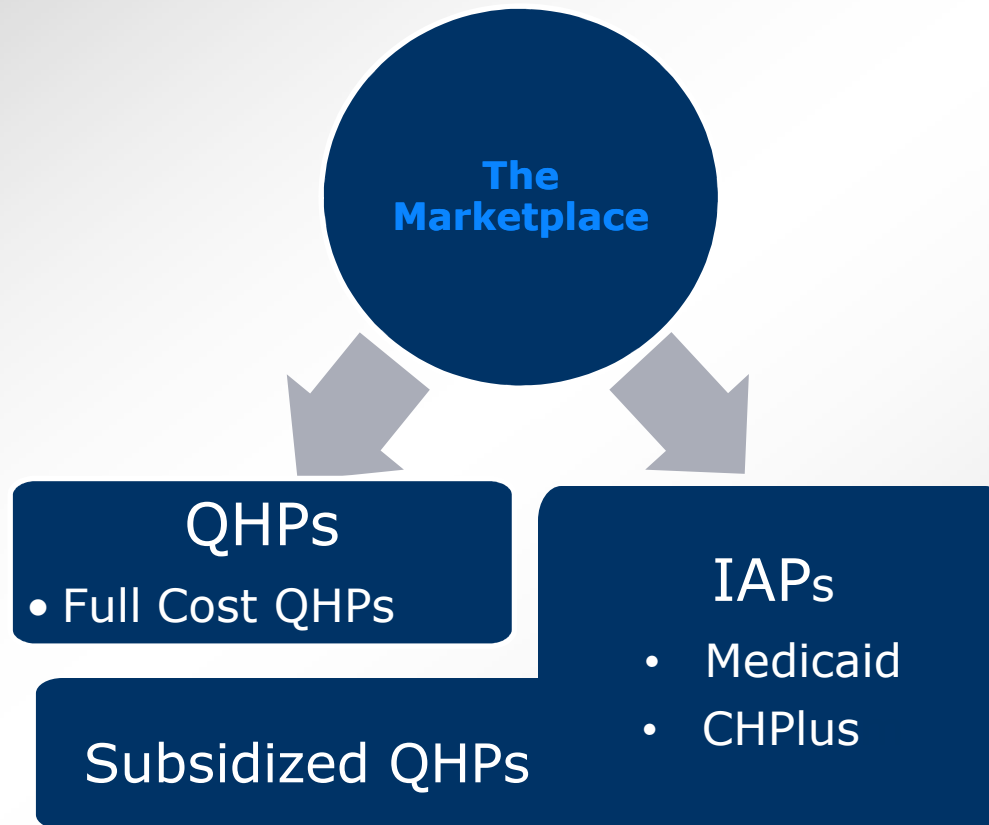 The
Marketplace
QHPs
• Full Cost QHPs
IAPs
• Medicaid
• CHPlus
Subsidized QHPs